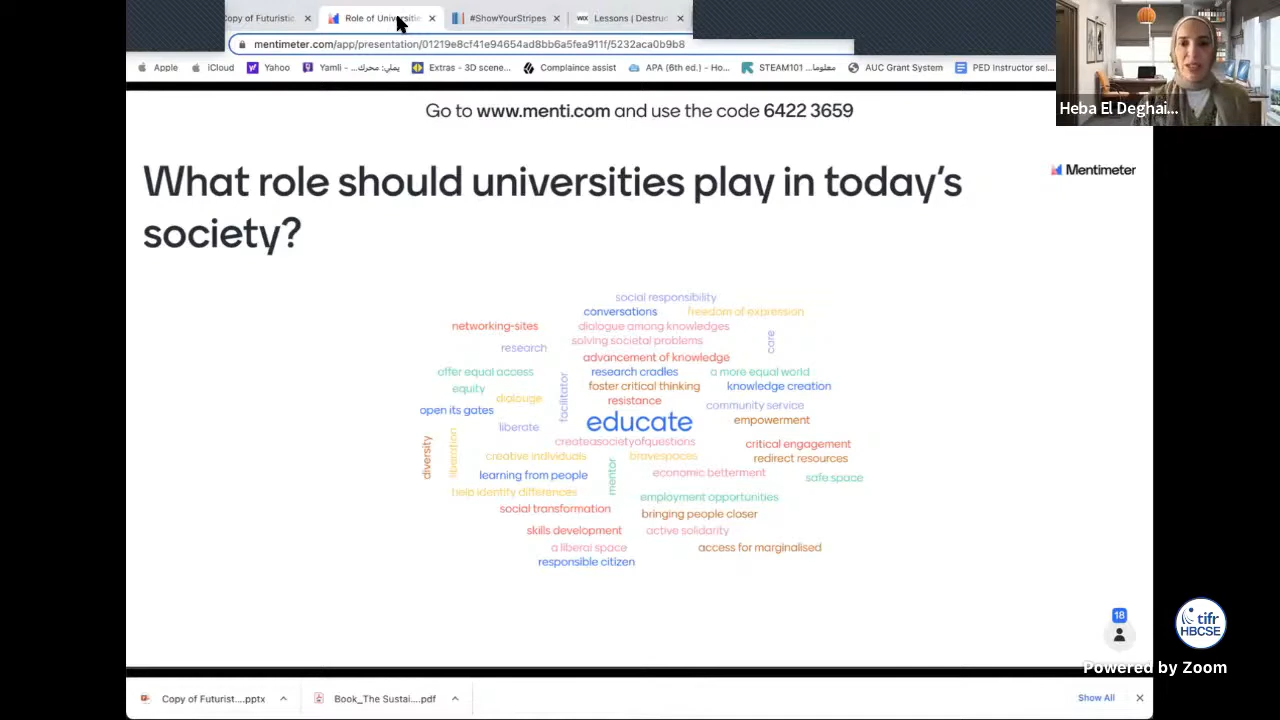 Copy of Futuristic
Role of Universitie
#ShowYourStripes
Lessons | Destruc
mentimeter.com/app/presentation/01219e8cf41e94654ad8bb6a5fea911f/5232aca0b9b8
Apple
iCloud
Yahoo
Yamli - ...يملي: محرك
Extras - 3D scene...
Complaince assist
APA (6th ed.) - Ho...
STEAM101 ...معلوما
AUC Grant System
PED Instructor sel...
Heba El Deghai...
Go to www.menti.com and use the code 6422 3659
What role should universities play in today's
society?
Mentimeter
social responsibility
conversations
freedom of expression
networking-sites
dialogue among knowledges
care
solving societal problems
research
advancement of knowledge
offer equal access
research cradles
a more equal world
equity
facilitator
foster critical thinking
knowledge creation
dialouge
resistance
community service
open its gates
educate
empowerment
liberate
createasocietyofquestions
critical engagement
diversity
liberation
creative individuals
bravespaces
redirect resources
learning from people
mentor
economic betterment
safe space
help identify differences
employment opportunities
social transformation
bringing people closer
skills development
active solidarity
a liberal space
access for marginalised
responsible citizen
18
tifr
HBCSE
Powered by Zoom
Copy of Futurist....pptx
Book_The Sustai....pdf
Show All